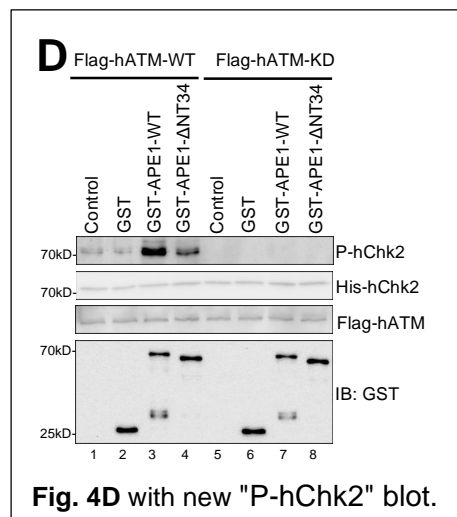 D
Flag-hATM-WT Flag-hATM-KD
Control GST GST-APE1-WT GST-APE1-ΔNT34 Control GST GST-APE1-WT GST-APE1-ΔNT34
70kD P-hChk2
70kD His-hChk2
Flag-hATM
70kD
IB: GST
25kD
1 2 3 4 5 6 7 8
Fig. 4D with new "P-hChk2" blot.